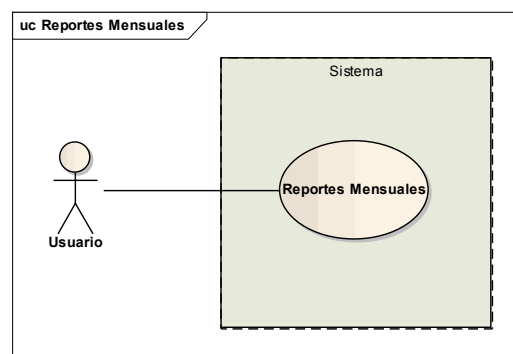 uc Reportes Mensuales
Sistema
Reportes Mensuales
Usuario